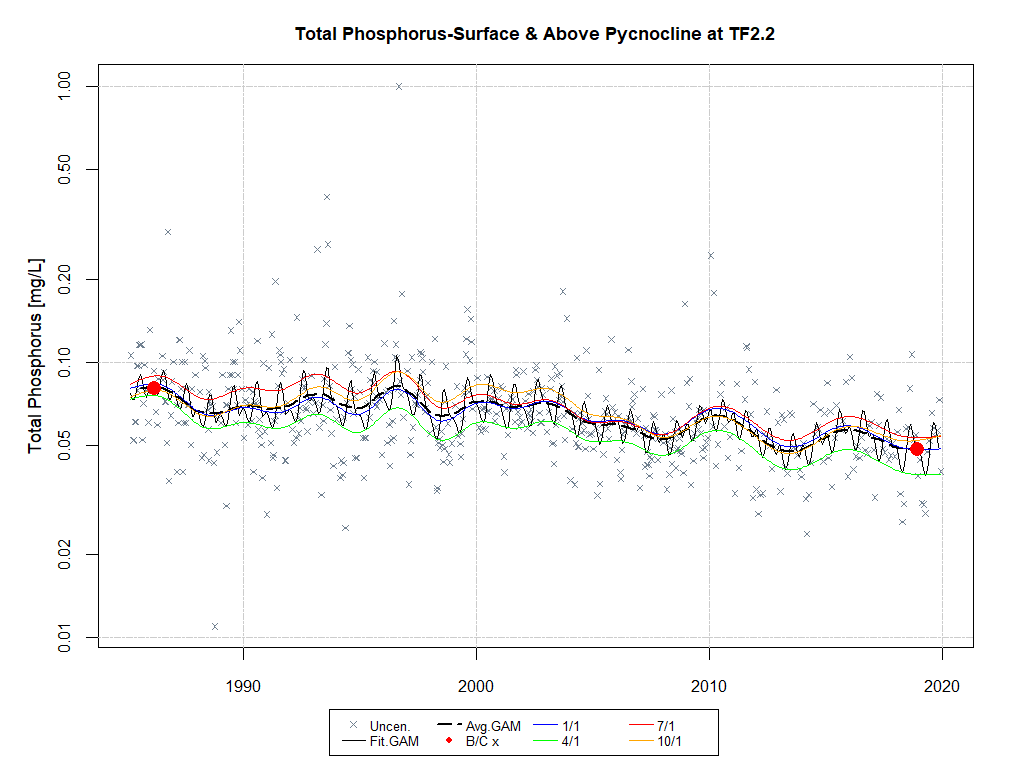 Total Phosphorus-Surface & Above Pycnocline at TF2.2
Total Phosphorus [mg/L]
1.00
0.50
0.20
0.10
0.05
0.02
0.01
1990 2000 2010 2020
Uncen. Avg.GAM 1/1 7/1
Fit.GAM B/C x 4/1 10/1